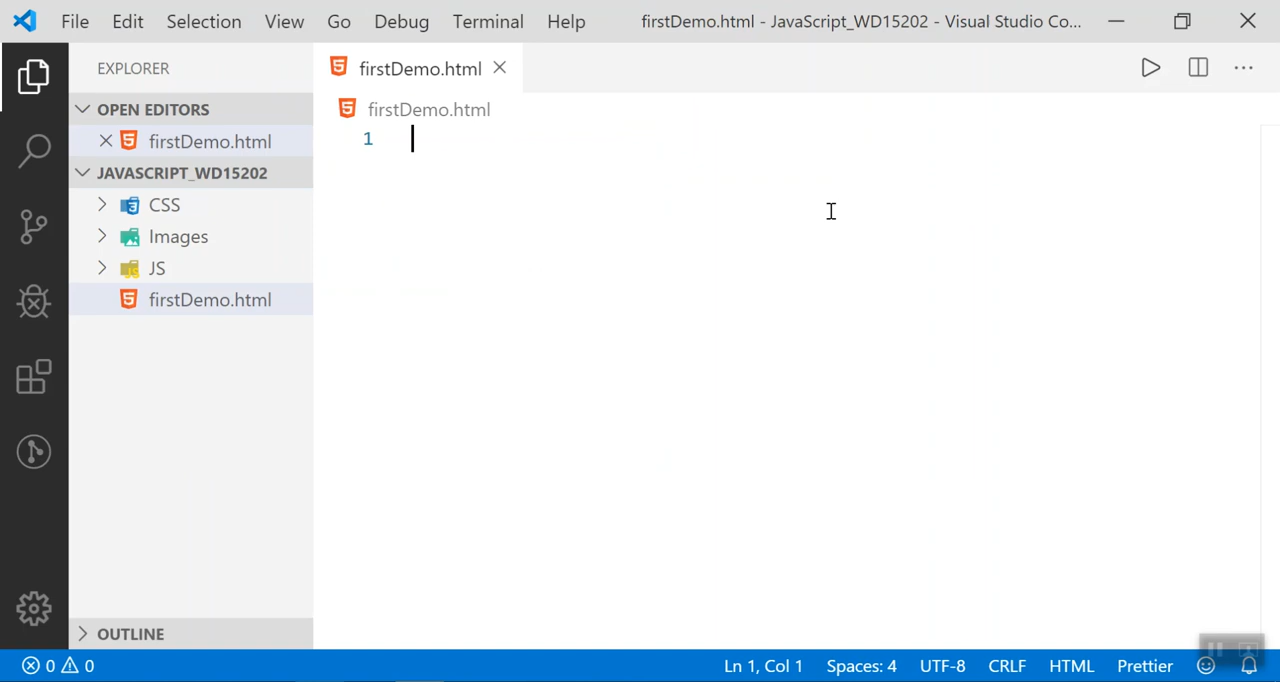 File Edit Selection View Go Debug Terminal Help firstDemo.html - JavaScript_WD15202 - Visual Studio Co...
EXPLORER
OPEN EDITORS
firstDemo.html
JAVASCRIPT_WD15202
CSS
Images
JS
firstDemo.html
OUTLINE
firstDemo.html
firstDemo.html
1
0 0 Ln 1, Col 1 Spaces: 4 UTF-8 CRLF HTML Prettier